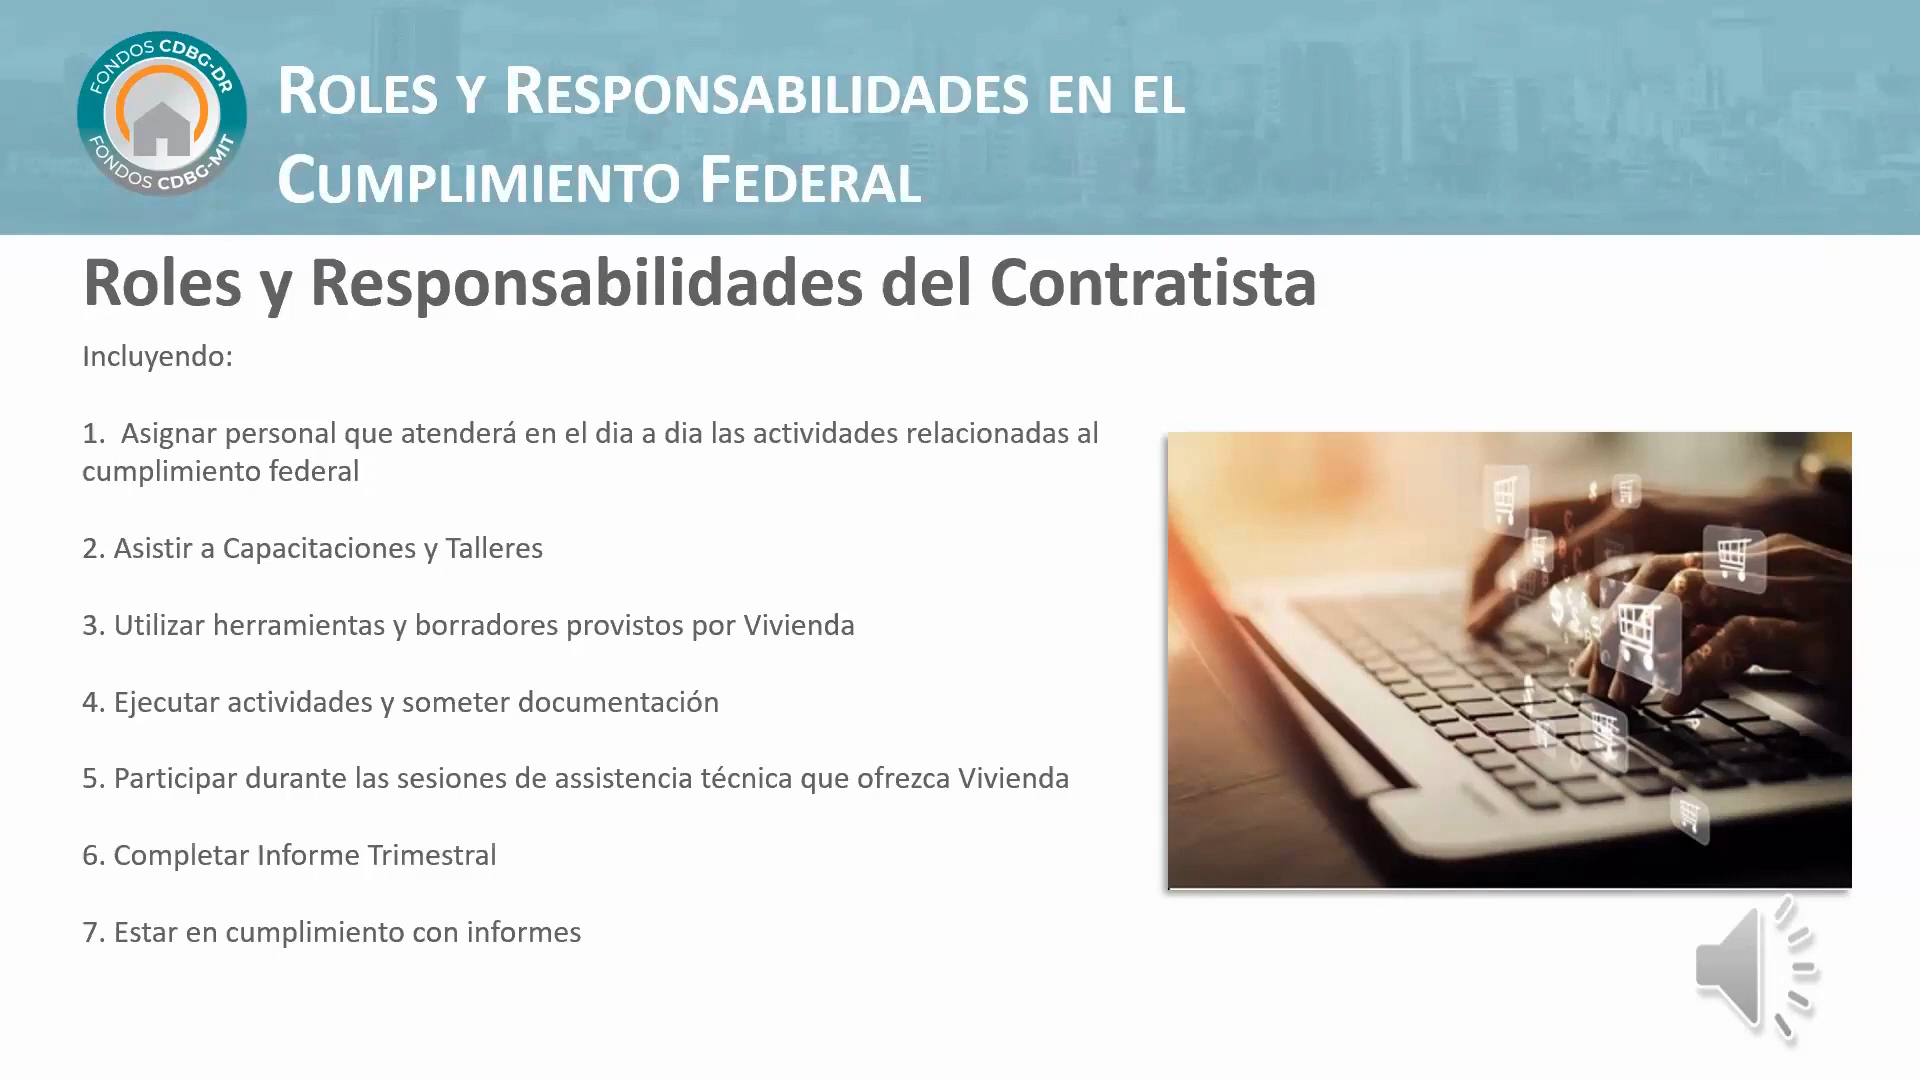 FONDOS CDBG-DR
FONDOS CDBG-MIT
ROLES Y RESPONSABILIDADES EN EL
CUMPLIMIENTO FEDERAL
Roles y Responsabilidades del Contratista
Incluyendo:
1. Asignar personal que atenderá en el dia a dia las actividades relacionadas al
cumplimiento federal
2. Asistir a Capacitaciones y Talleres
3. Utilizar herramientas y borradores provistos por Vivienda
4. Ejecutar actividades y someter documentación
5. Participar durante las sesiones de assistencia técnica que ofrezca Vivienda
6. Completar Informe Trimestral
7. Estar en cumplimiento con informes